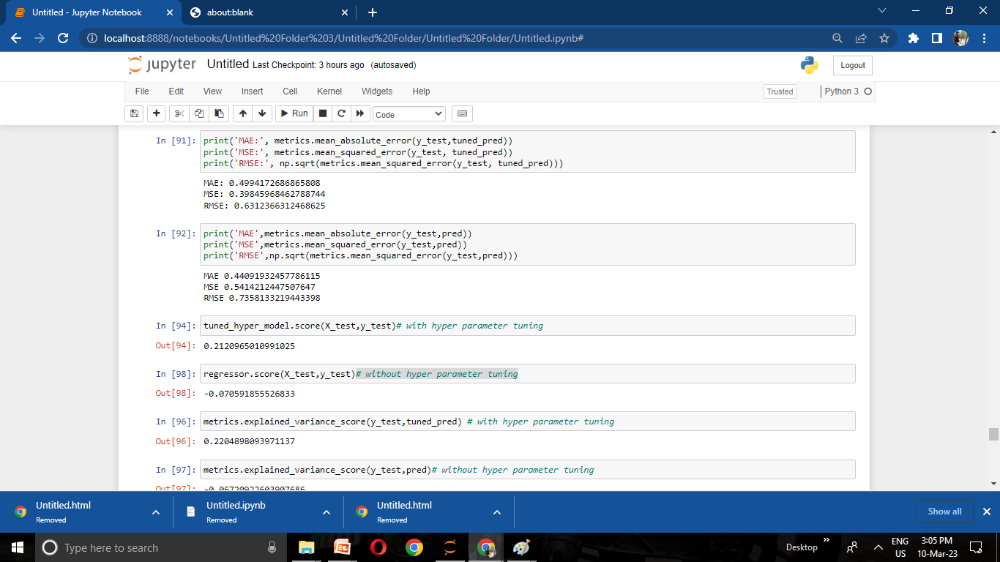 Untitled - Jupyter Notebook
about:blank
localhost:8888/notebooks/Untitled%20Folder%203/Untitled%20Folder/Untitled%20Folder/Untitled.ipynb#
jupyter Untitled Last Checkpoint: 3 hours ago (autosaved)
Logout
File Edit View Insert Cell Kernel Widgets Help
Trusted
Python 3
Run
Code
In [91]: print('MAE:', metrics.mean_absolute_error(y_test,tuned_pred))
print('MSE:', metrics.mean_squared_error(y_test, tuned_pred))
print('RMSE:', np.sqrt(metrics.mean_squared_error(y_test, tuned_pred)))
MAE: 0.4994172686865808
MSE: 0.39845968462788744
RMSE: 0.6312366312468625
In [92]: print('MAE',metrics.mean_absolute_error(y_test,pred))
print('MSE',metrics.mean_squared_error(y_test,pred))
print('RMSE',np.sqrt(metrics.mean_squared_error(y_test,pred)))
MAE 0.44091932457786115
MSE 0.5414212447507647
RMSE 0.7358133219443398
In [94]: tuned_hyper_model.score(X_test,y_test)# with hyper parameter tuning
Out[94]: 0.2120965010991025
In [98]: regressor.score(X_test,y_test)# without hyper parameter tuning
Out[98]: -0.070591855526833
In [96]: metrics.explained_variance_score(y_test,tuned_pred) # with hyper parameter tuning
Out[96]: 0.2204898093971137
In [97]: metrics.explained_variance_score(y_test,pred)# without hyper parameter tuning
Out[97]: -0.06720922603907686
Untitled.html
Removed
Untitled.ipynb
Removed
Untitled.html
Removed
Show all
Type here to search
Desktop
ENG
US
3:05 PM
10-Mar-23